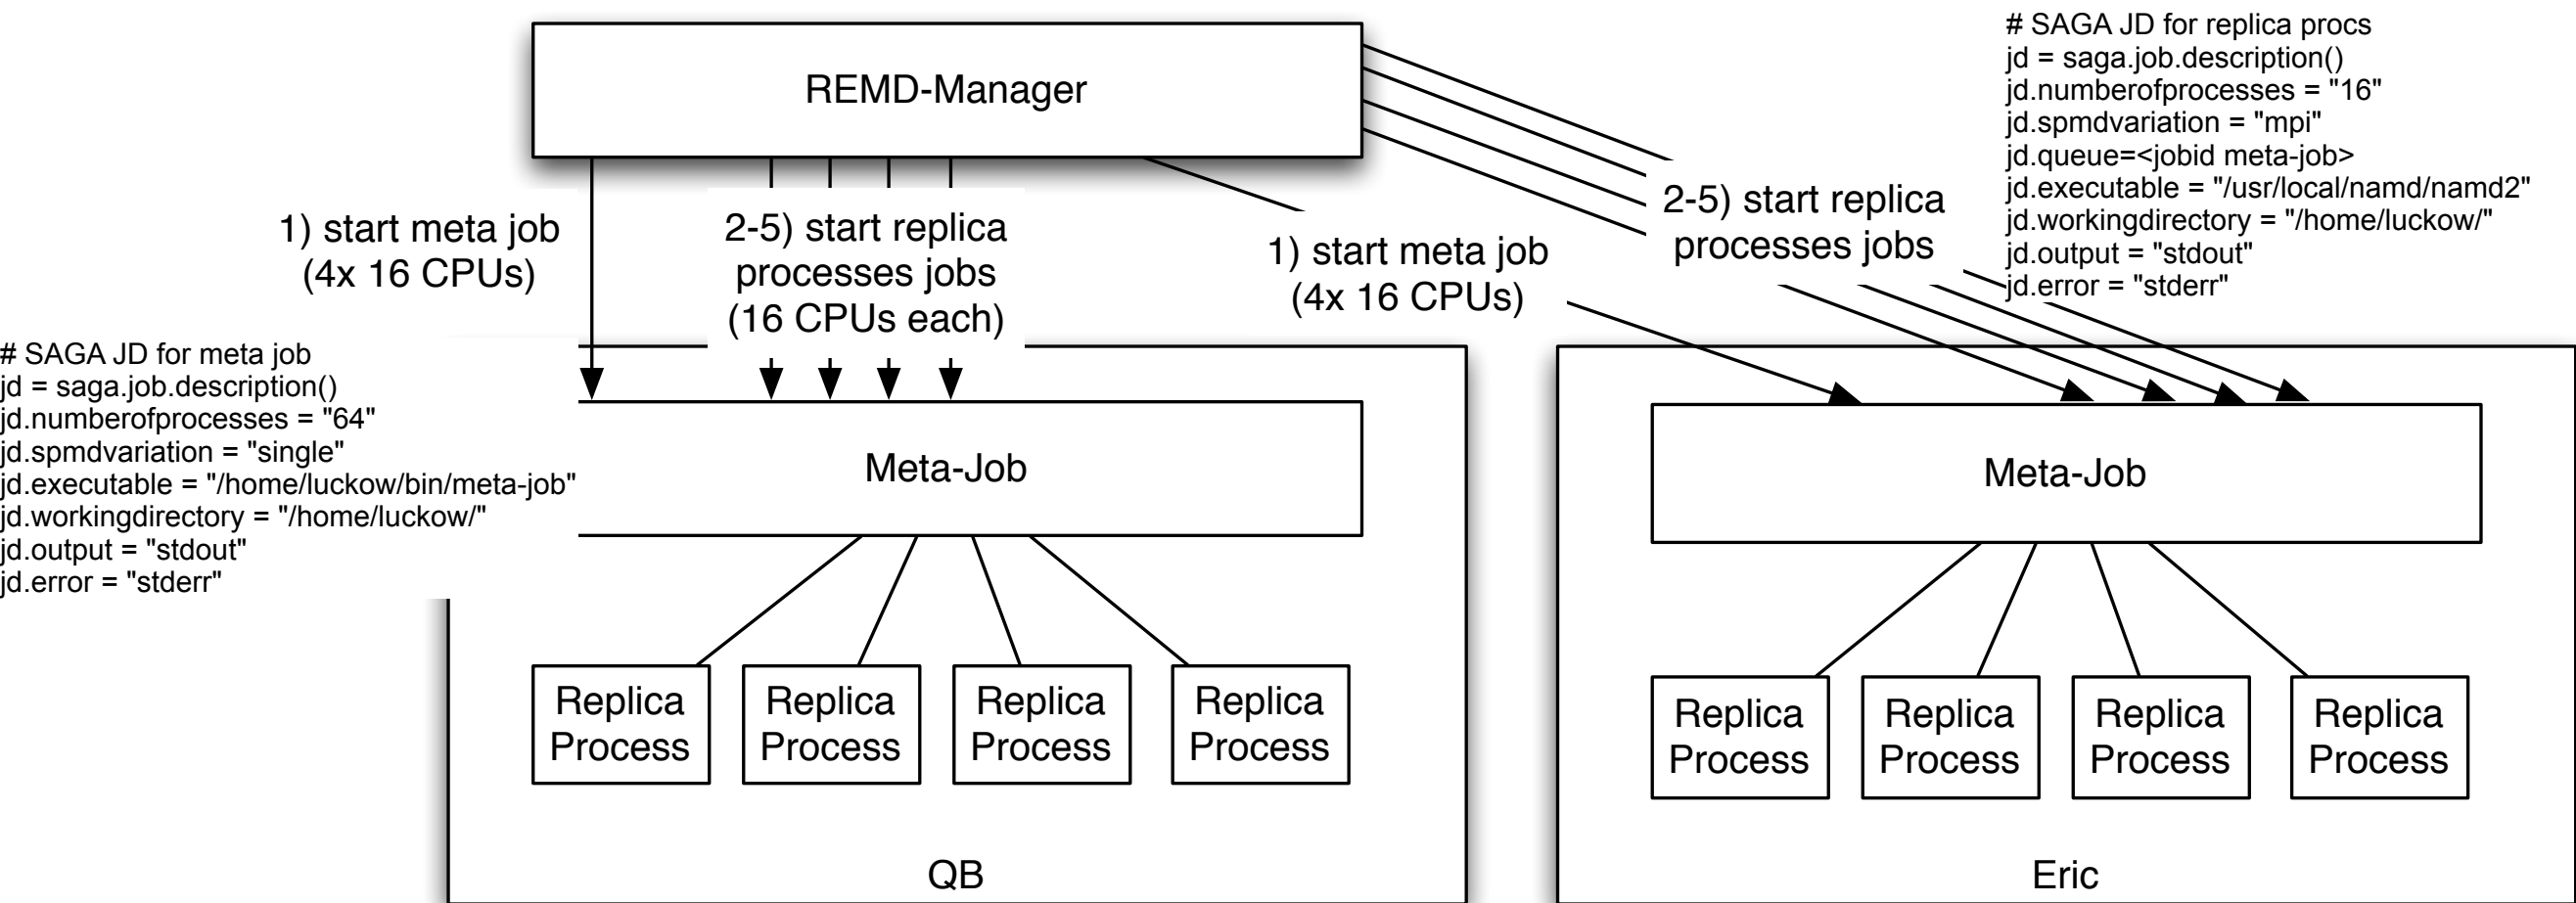 REMD-Manager
# SAGA JD for replica procs
jd = saga.job.description()
jd.numberofprocesses = "16"
jd.spmdvariation = "mpi"
jd.queue=<jobid meta-job>
jd.executable = "/usr/local/namd/namd2"
jd.workingdirectory = "/home/luckow/"
jd.output = "stdout"
jd.error = "stderr"
1) start meta job
(4x 16 CPUs)
2-5) start replica
processes jobs
(16 CPUs each)
1) start meta job
(4x 16 CPUs)
2-5) start replica
processes jobs
# SAGA JD for meta job
jd = saga.job.description()
jd.numberofprocesses = "64"
jd.spmdvariation = "single"
jd.executable = "/home/luckow/bin/meta-job"
jd.workingdirectory = "/home/luckow/"
jd.output = "stdout"
jd.error = "stderr"
Meta-Job
Replica
Process
Replica
Process
Replica
Process
Replica
Process
QB
Meta-Job
Replica
Process
Replica
Process
Replica
Process
Replica
Process
Eric